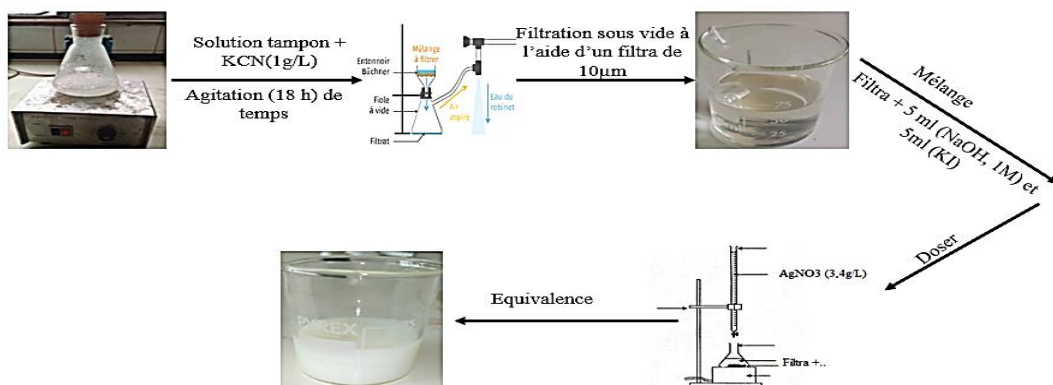 Solution tampon +
KCN(1g/L)
Agitation (18 h) de
temps
Mélange
à filtrer
Entonnoir
Büchner
Fiole
à vide
Filtrat
Air
aspiré
Eau du
robinet
Filtration sous vide à
l'aide d'un filtra de
10µm
Mélange
Filtra + 5 ml (NaOH, 1M) et
5ml (KI)
Doser
AgNO3 (3.4g/L)
Filtra +..
Equivalence
PYREX